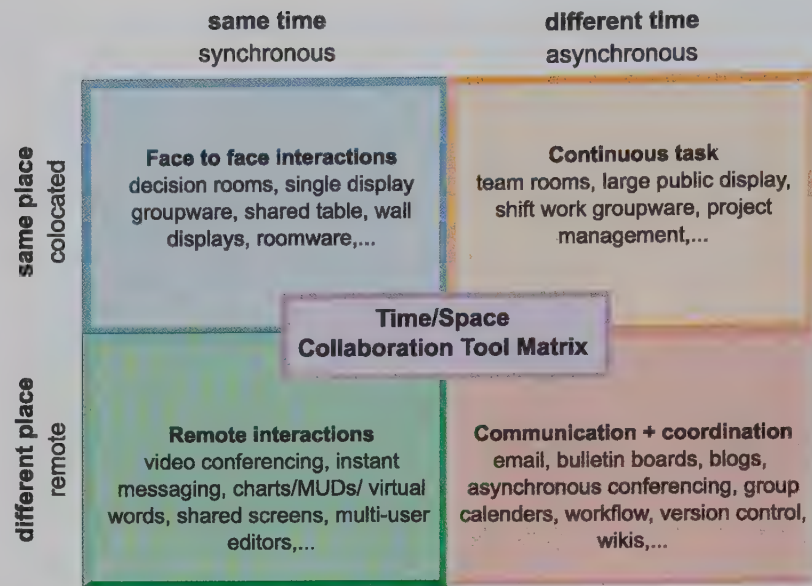 same time
synchronous
different time
asynchronous
same place
colocated
Face to face interactions
decision rooms, single display
groupware, shared table, wall
displays, roomware,...
Continuous task
team rooms, large public display,
shift work groupware, project
management,...
Time/Space
Collaboration Tool Matrix
different place
remote
Remote interactions
video conferencing, instant
messaging, charts/MUDs/ virtual
words, shared screens, multi-user
editors,...
Communication + coordination
email, bulletin boards, blogs,
asynchronous conferencing, group
calenders, workflow, version control,
wikis,...